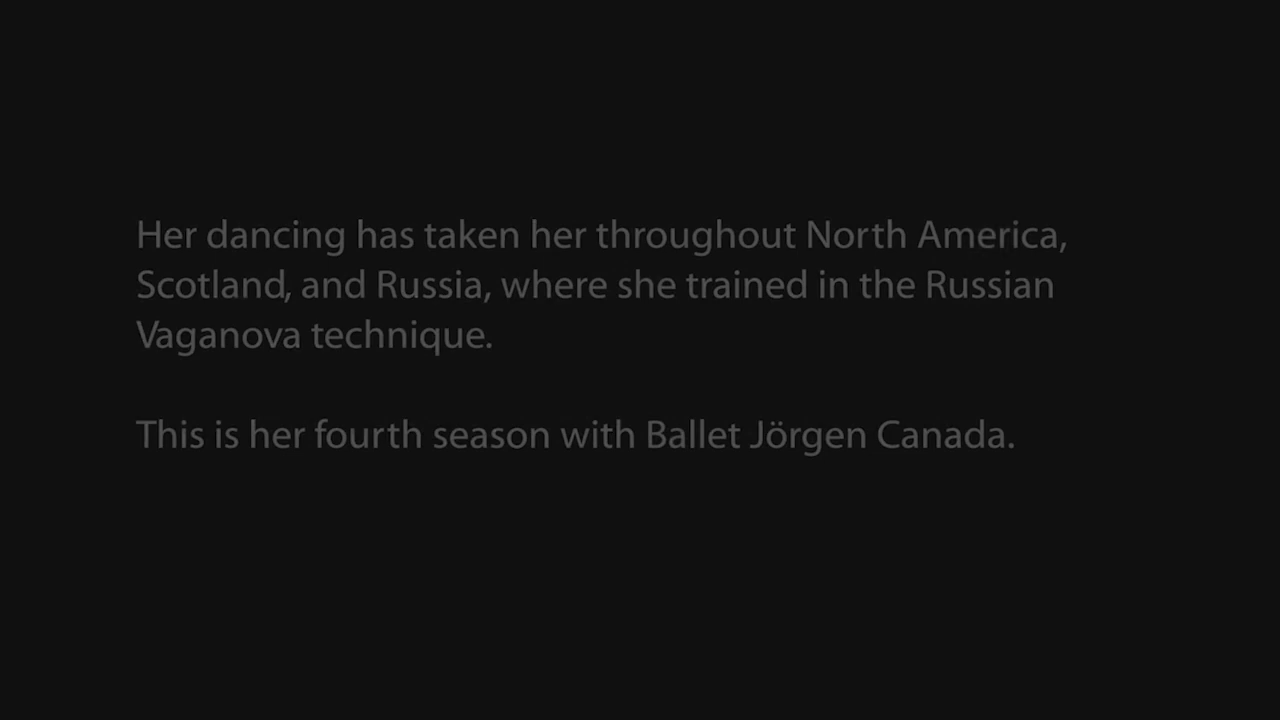 Her dancing has taken her throughout North America,
Scotland, and Russia, where she trained in the Russian
Vaganova technique.
This is her fourth season with Ballet Jörgen Canada.